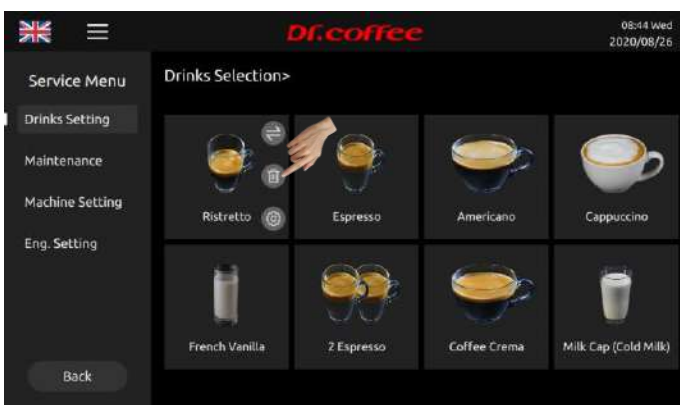 Dr.coffee
08:44 Wed
2020/08/26
Service Menu
Drinks Setting
Maintenance
Machine Setting
Eng. Setting
Back
Drinks Selection>
Ristretto
Espresso
Americano
Cappuccino
French Vanilla
2 Espresso
Coffee Crema
Milk Cap (Cold Milk)